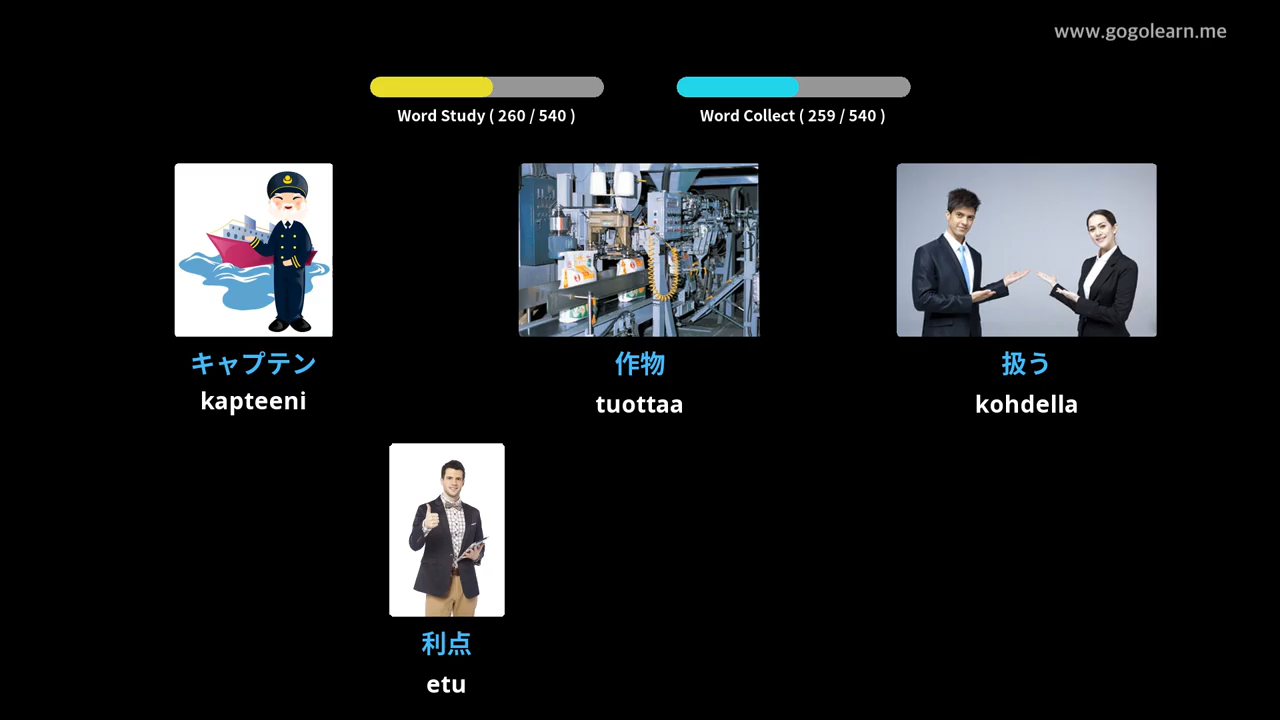 www.gogolearn.me
Word Study ( 260 / 540 )
Word Collect ( 259 / 540 )
キャプテン
kapteeni
作物
tuottaa
扱う
kohdella
利点
etu